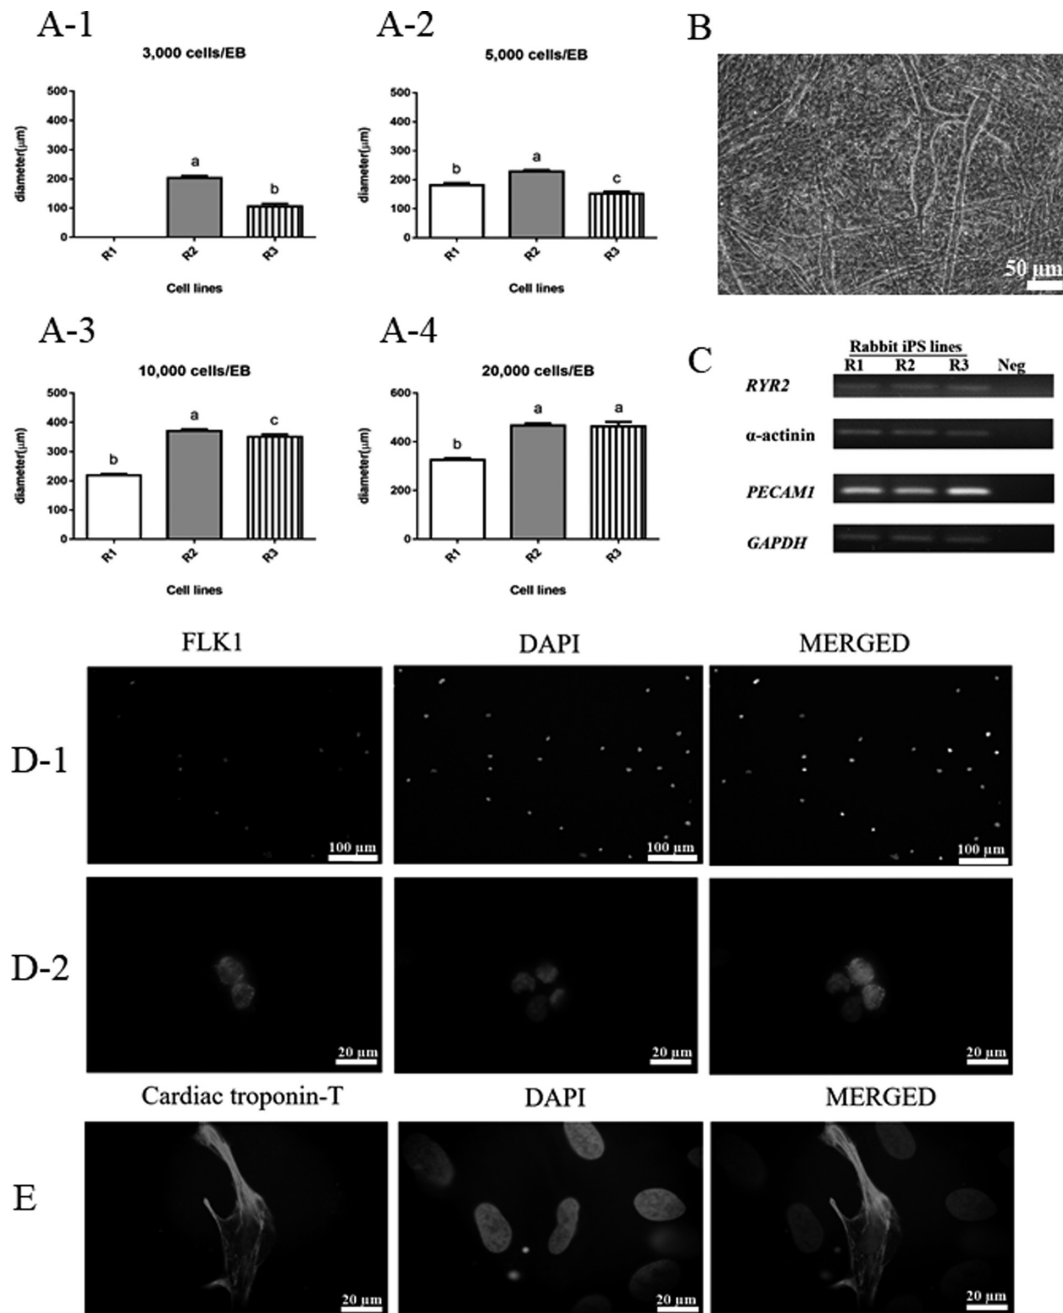 A-1
3,000 cells/EB
diameter(μm)
500
400
300
200
100
0
a
b
R1
R2
R3
Cell lines
A-2
5,000 cells/EB
diameter(μm)
500
400
300
200
100
0
b
a
c
R1
R2
R3
Cell lines
B
50 μm
A-3
10,000 cells/EB
diameter(μm)
500
400
300
200
100
0
b
a
c
R1
R2
R3
Cell lines
A-4
20,000 cells/EB
diameter(μm)
600
400
200
0
b
a
a
R1
R2
R3
Cell lines
C
Rabbit iPS lines
R1 R2 R3 Neg
RYR2
α-actinin
PECAM1
GAPDH
FLK1 DAPI MERGED
D-1
100 μm 100 μm 100 μm
D-2
20 μm 20 μm 20 μm
Cardiac troponin-T DAPI MERGED
E
20 μm 20 μm 20 μm